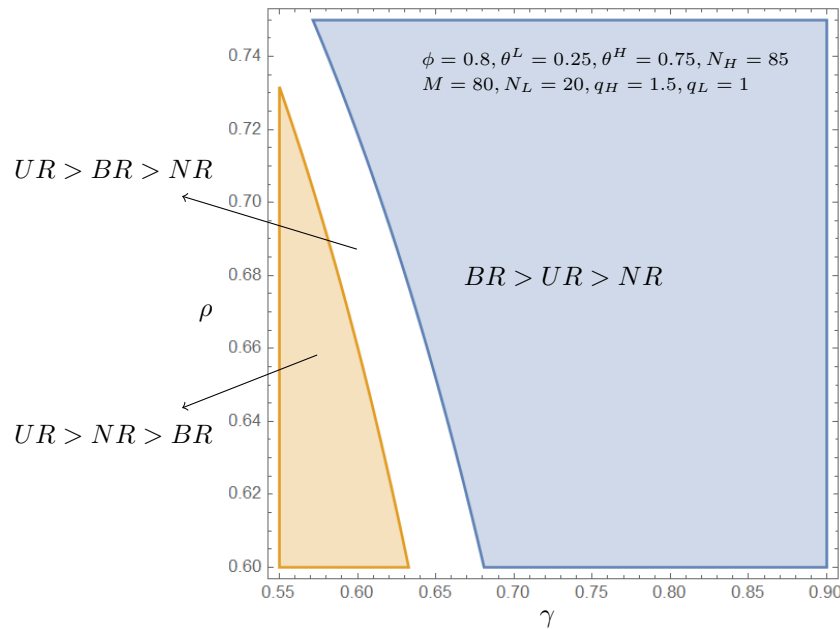 ϕ = 0.8, θ^L = 0.25, θ^H = 0.75, N_H = 85
M = 80, N_L = 20, q_H = 1.5, q_L = 1
UR > BR > NR
BR > UR > NR
UR > NR > BR
ρ
0.74
0.72
0.70
0.68
0.66
0.64
0.62
0.60
0.55 0.60 0.65 0.70 0.75 0.80 0.85 0.90
γ